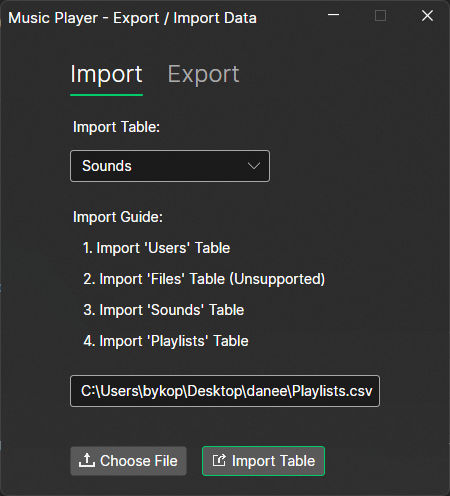 Music Player - Export / Import Data
Import Export
Import Table:
Sounds
Import Guide:
1. Import 'Users' Table
2. Import 'Files' Table (Unsupported)
3. Import 'Sounds' Table
4. Import 'Playlists' Table
C:\Users\bykop\Desktop\danee\Playlists.csv
Choose File Import Table